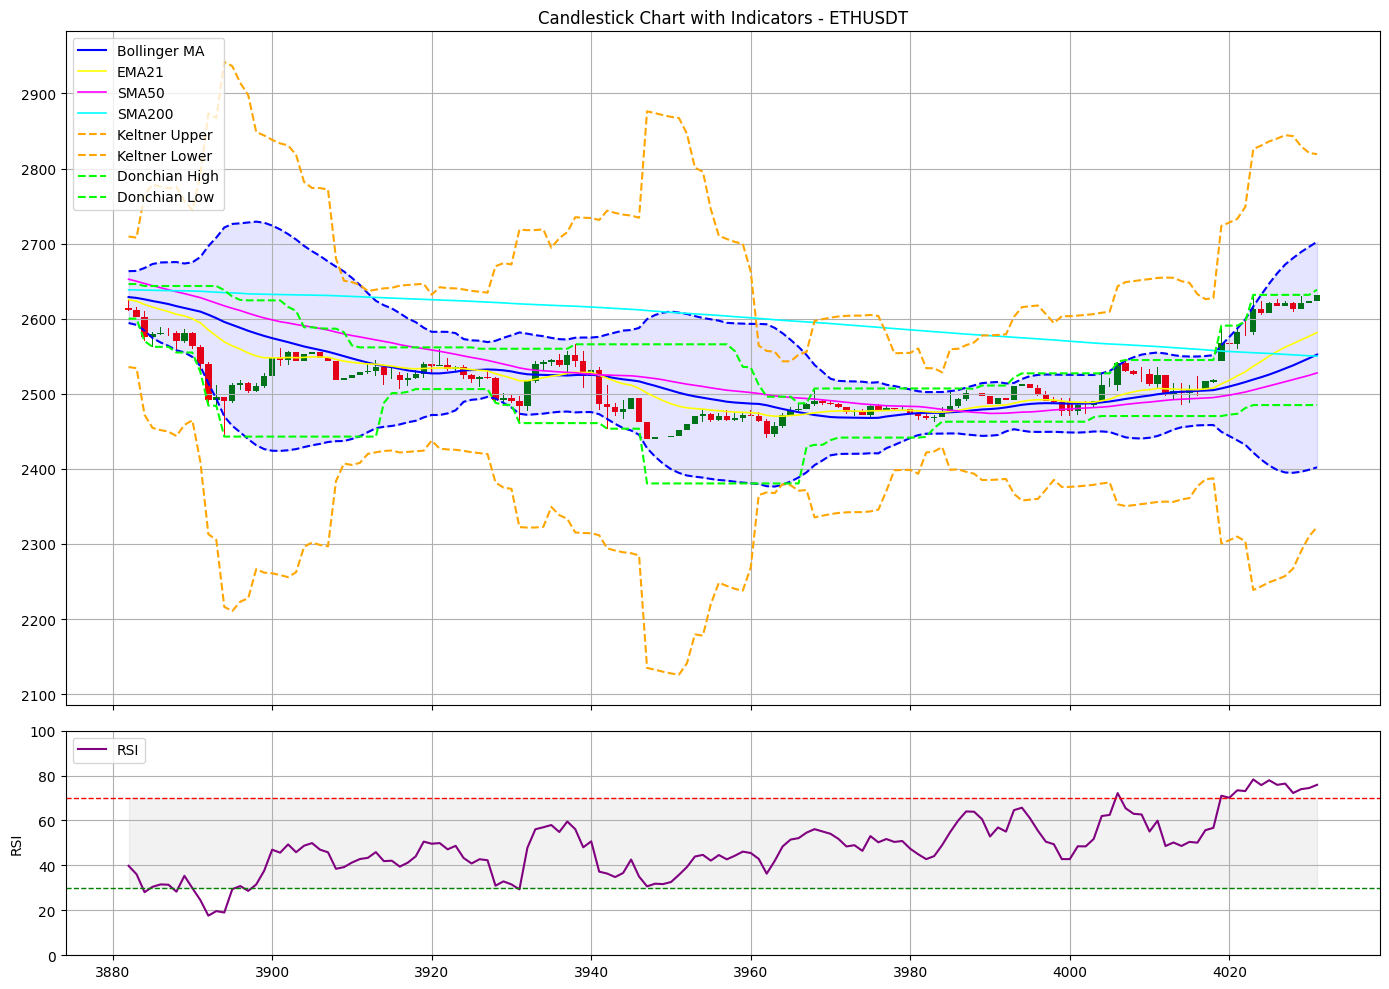 Candlestick Chart with Indicators - ETHUSDT
Bollinger MA
EMA21
SMA50
SMA200
Keltner Upper
Keltner Lower
Donchian High
Donchian Low
2900
2800
2700
2600
2500
2400
2300
2200
2100
RSI
100
80
60
40
20
0
RSI
3880
3900
3920
3940
3960
3980
4000
4020